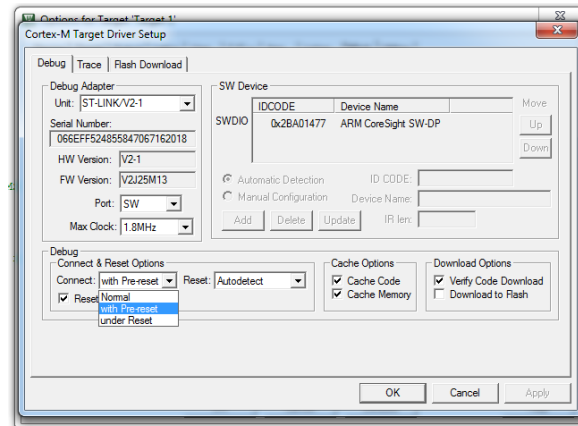 Options for Target 'Target 1'
Cortex-M Target Driver Setup
Debug Trace Flash Download
Debug Adapter
Unit: ST-LINK/V2-1
Serial Number:
066EFF524855847067162018
HW Version: V2-1
FW Version: V2J25M13
Port: SW
Max Clock: 1.8MHz
SW Device
IDCODE Device Name
SWDIO 0x2BA01477 ARM CoreSight SW-DP
Move
Up
Down
Automatic Detection ID CODE:
Manual Configuration Device Name:
Add Delete Update IR len:
Debug
Connect & Reset Options
Connect: with Pre-reset Reset: Autodetect
Reset
Normal
with Pre-reset
under Reset
Cache Options
Cache Code
Cache Memory
Download Options
Verify Code Download
Download to Flash
OK Cancel Apply